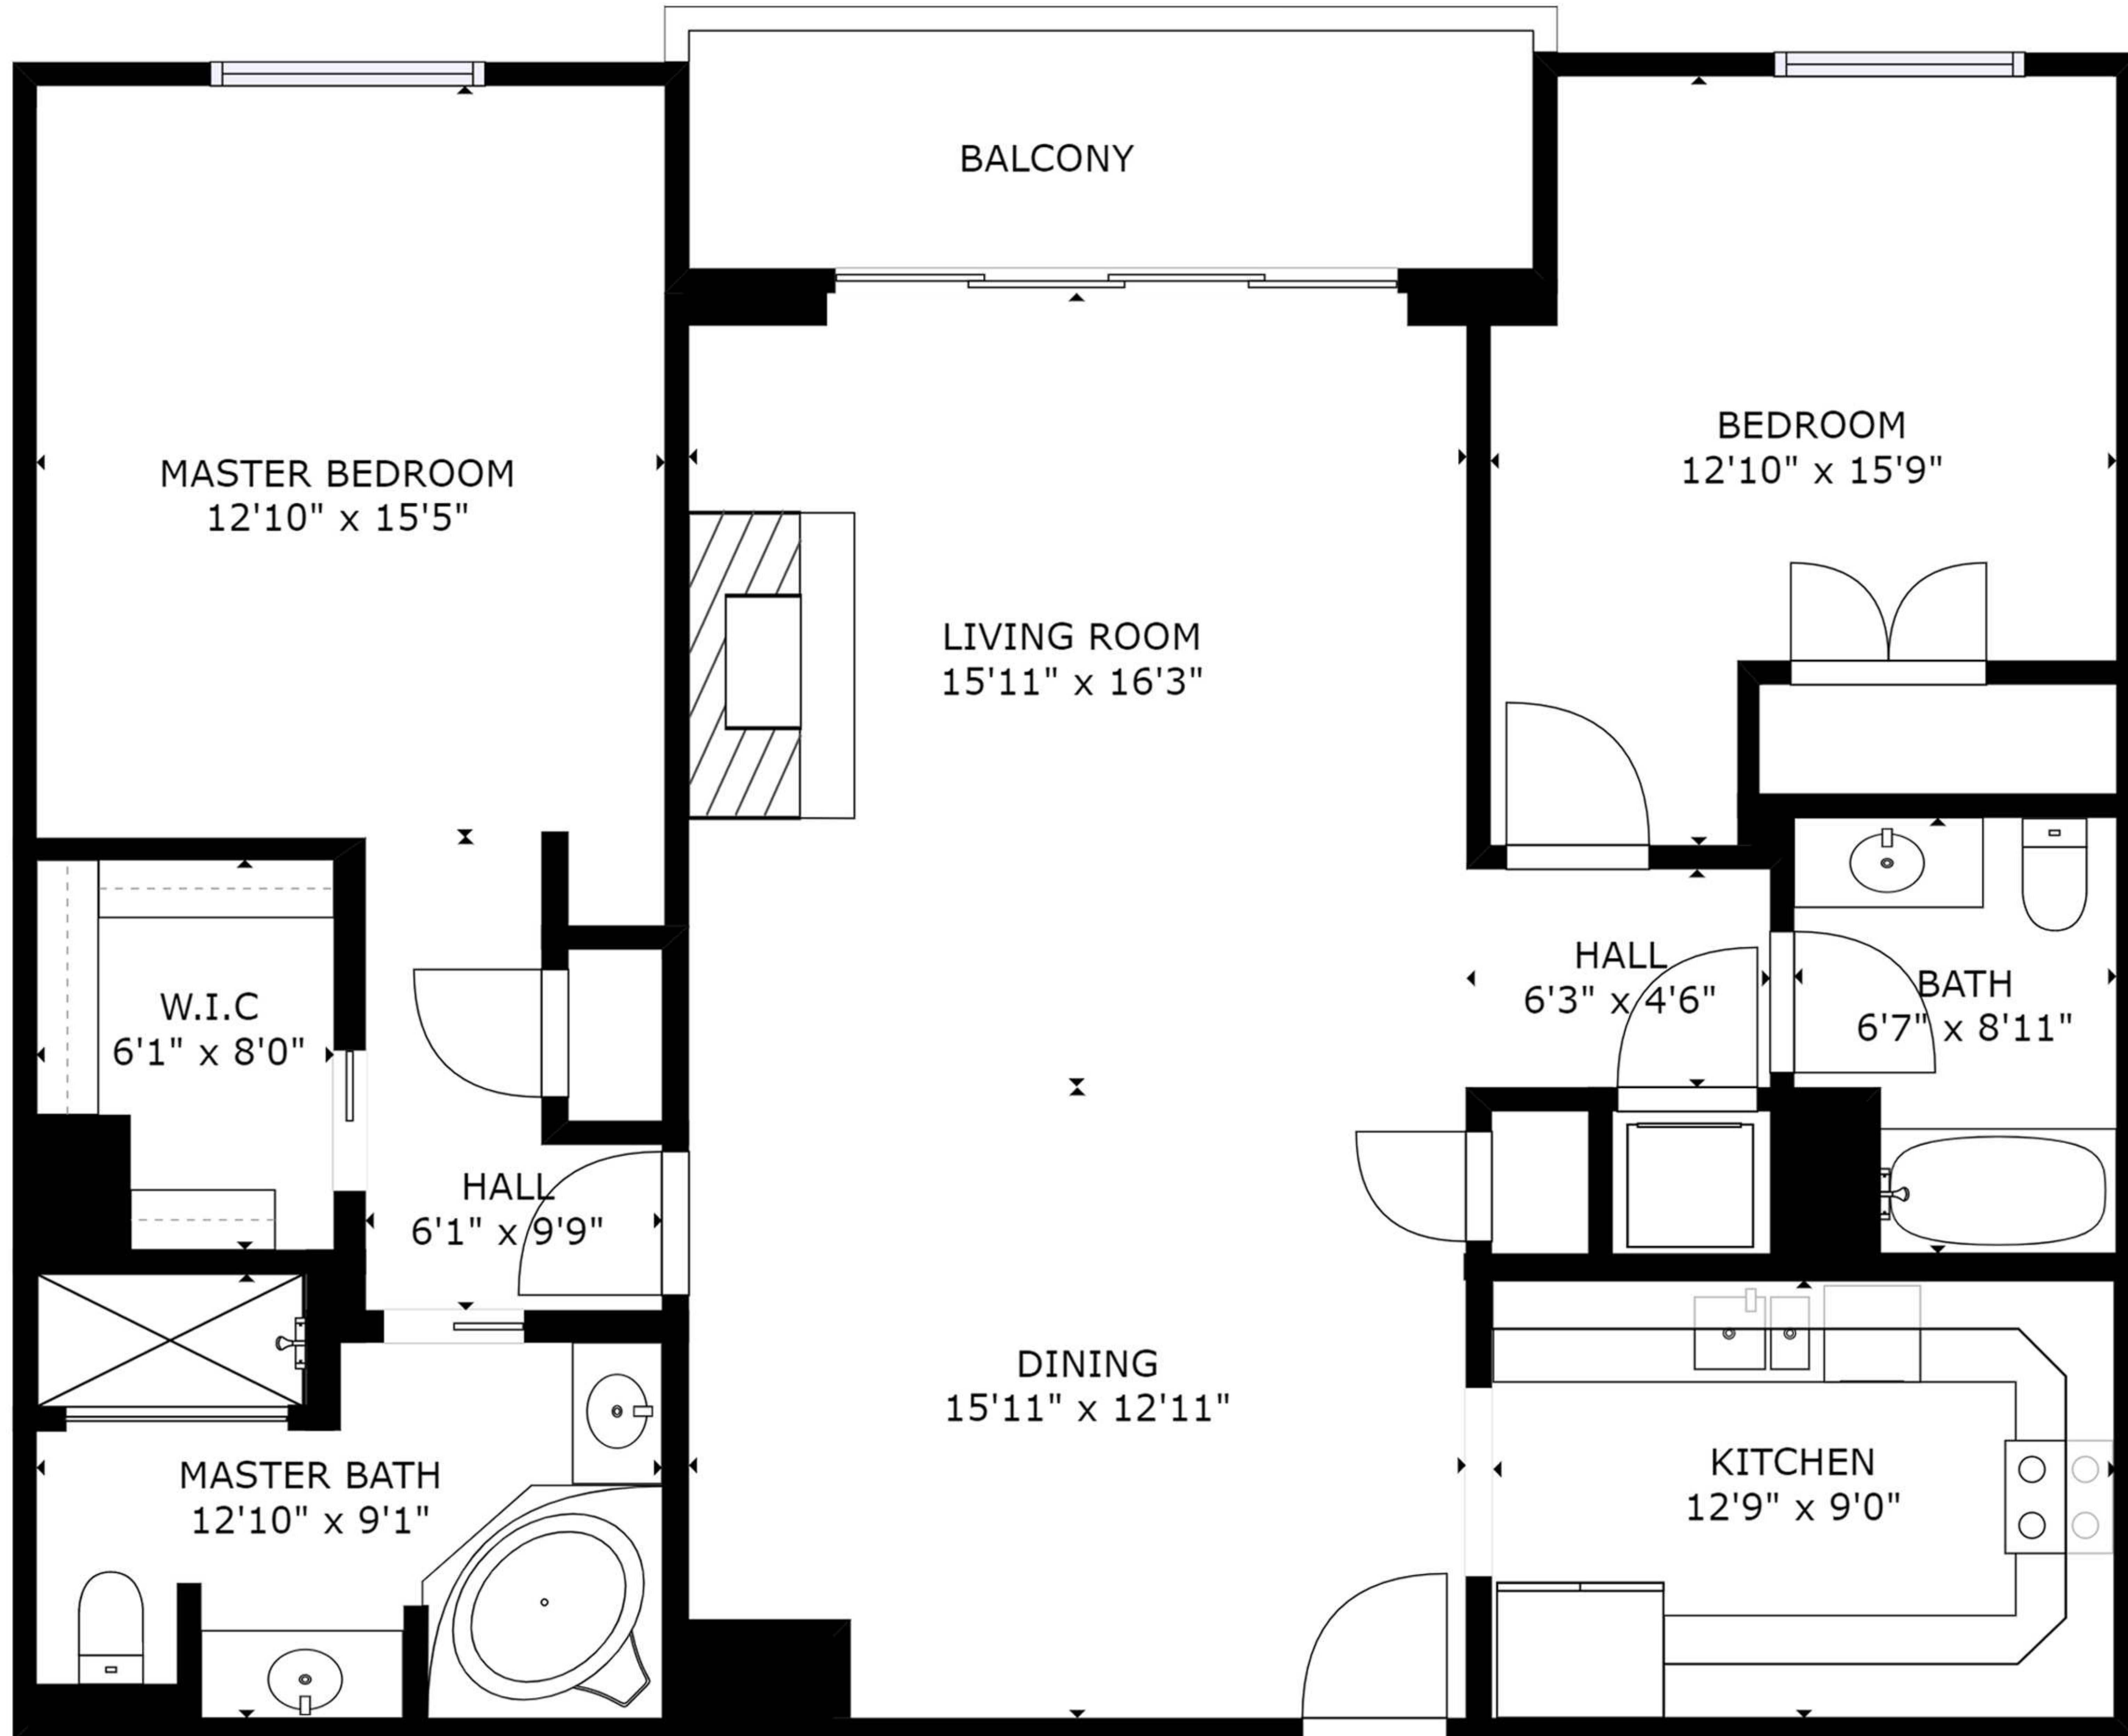 BALCONY
MASTER BEDROOM
12'10" x 15'5"
BEDROOM
12'10" x 15'9"
LIVING ROOM
15'11" x 16'3"
W.I.C
6'1" x 8'0"
HALL
6'3" x 4'6"
BATH
6'7" x 8'11"
HALL
6'1" x 9'9"
DINING
15'11" x 12'11"
MASTER BATH
12'10" x 9'1"
KITCHEN
12'9" x 9'0"